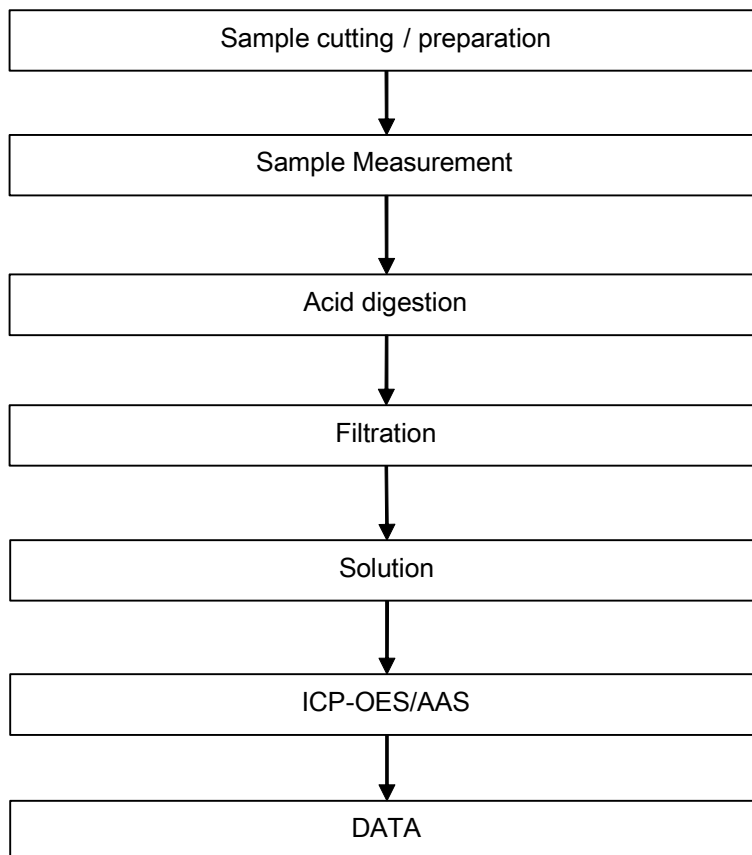 Sample cutting / preparation
Sample Measurement
Acid digestion
Filtration
Solution
ICP-OES/AAS
DATA